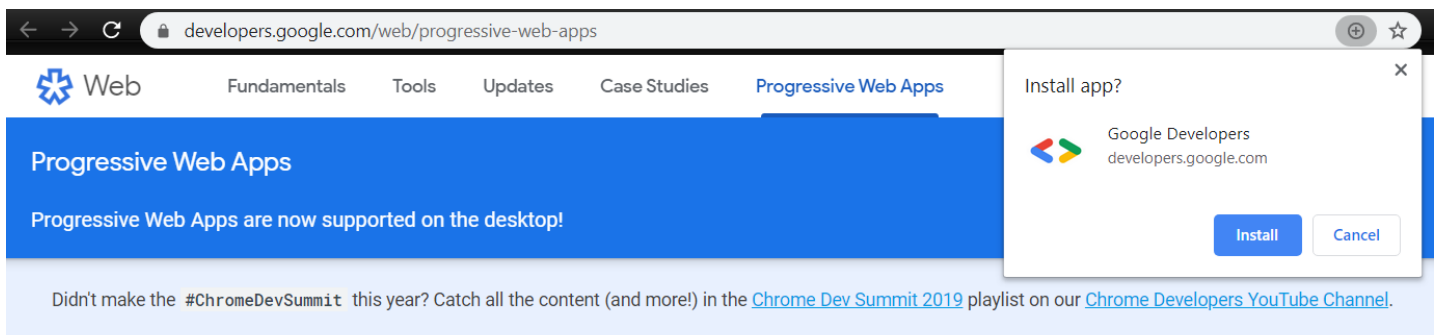 developers.google.com/web/progressive-web-apps
Web Fundamentals Tools Updates Case Studies Progressive Web Apps
Install app?
Google Developers
developers.google.com
Install Cancel
Progressive Web Apps
Progressive Web Apps are now supported on the desktop!
Didn't make the #ChromeDevSummit this year? Catch all the content (and more!) in the Chrome Dev Summit 2019 playlist on our Chrome Developers YouTube Channel.